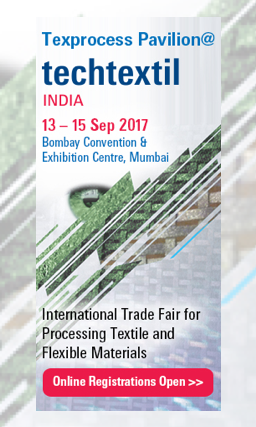 Texprocess Pavilion@
techtextil
INDIA
13 – 15 Sep 2017
Bombay Convention &
Exhibition Centre, Mumbai
International Trade Fair for
Processing Textile and
Flexible Materials
Online Registrations Open >>